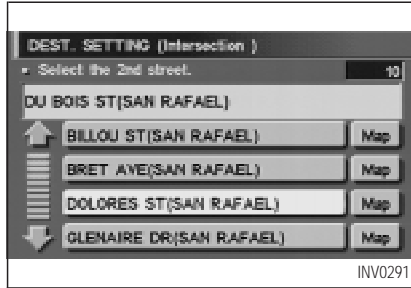 DEST. SETTING (Intersection )
Select the 2nd street. 10
DU BOIS ST(SAN RAFAEL)
BILLOU ST(SAN RAFAEL) Map
BRET AVE(SAN RAFAEL) Map
DOLORES ST(SAN RAFAEL) Map
GLENAIRE DR(SAN RAFAEL) Map
INV0291